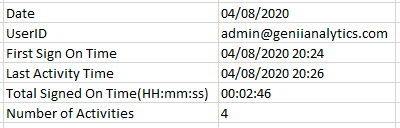 Date 04/08/2020
UserID admin@geniianalytics.com
First Sign On Time 04/08/2020 20:24
Last Activity Time 04/08/2020 20:26
Total Signed On Time(HH:mm:ss) 00:02:46
Number of Activities 4